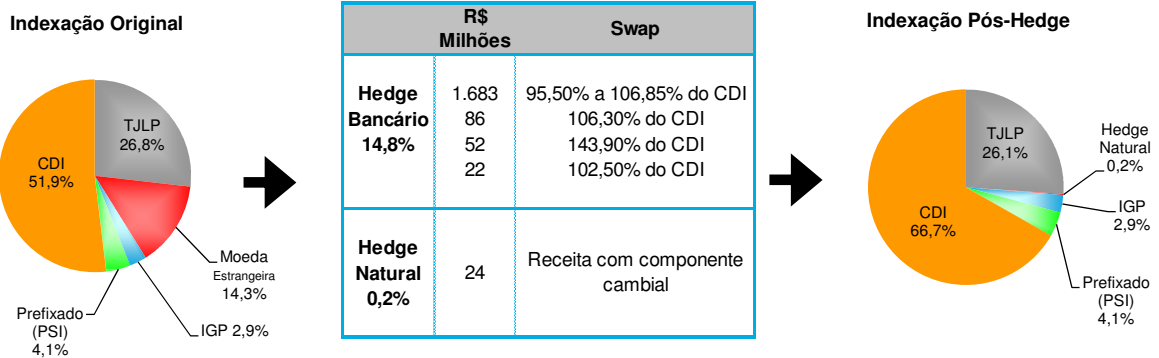 Indexação Original
TJLP
26,8%
CDI
51,9%
Moeda
Estrangeira
14,3%
IGP 2,9%
Prefixado
(PSI)
4,1%
R$
Milhões
Swap
Hedge
Bancário
14,8%
1.683
95,50% a 106,85% do CDI
86
106,30% do CDI
52
143,90% do CDI
22
102,50% do CDI
Hedge
Natural
0,2%
24
Receita com componente
cambial
Indexação Pós-Hedge
TJLP
26,1%
Hedge
Natural
0,2%
IGP
2,9%
CDI
66,7%
Prefixado
(PSI)
4,1%